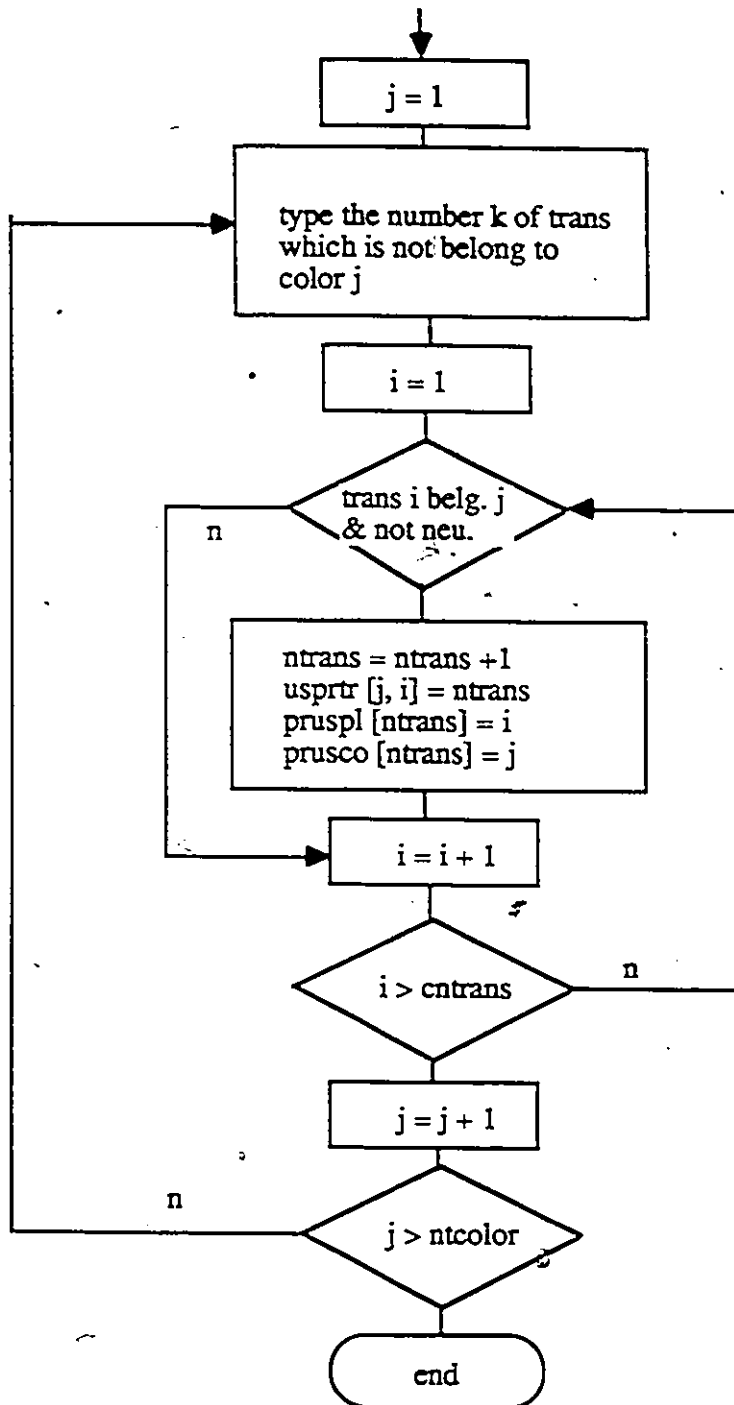 j = 1
type the number k of trans
which is not belong to
color j
i = 1
trans i belg. j
& not neu.
n
ntrans = ntrans +1
usprtr [j, i] = ntrans
pruspl [ntrans] = i
prusco [ntrans] = j
i = i + 1
i > cntrans
n
j = j + 1
n
j > ntcolor
end